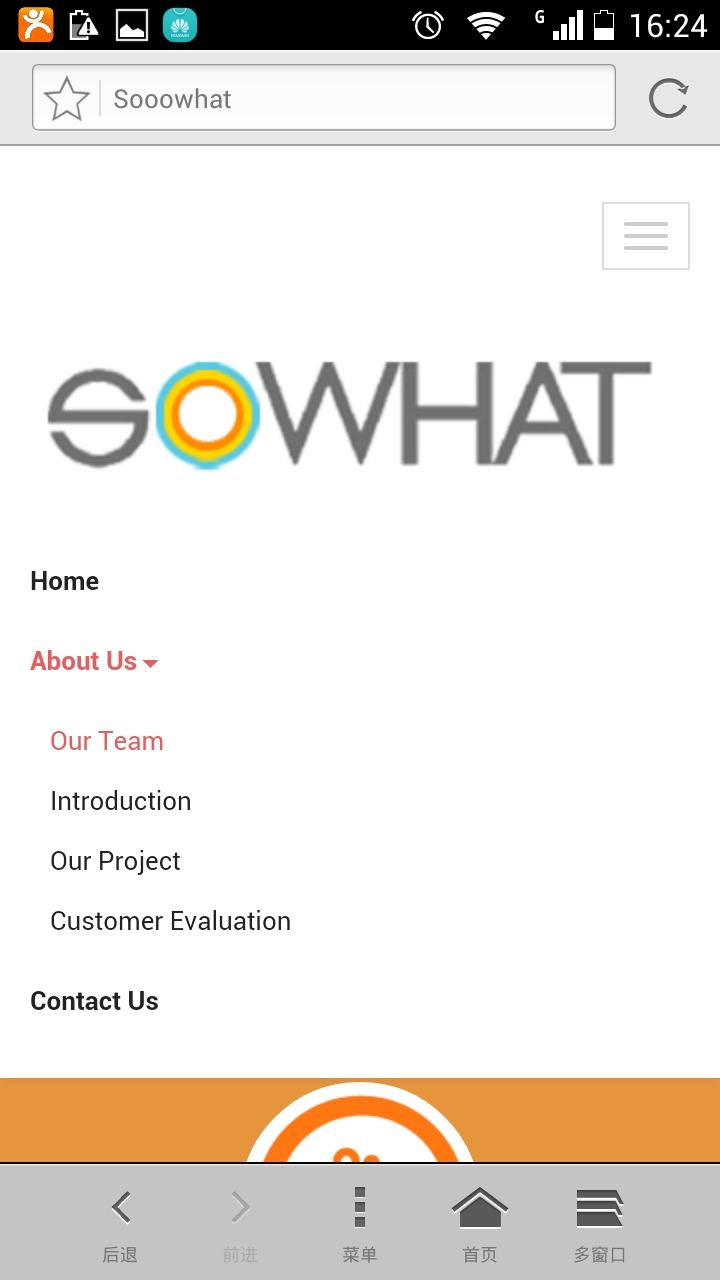 G 16:24
Sooowhat
SOWHAT
Home
About Us
Our Team
Introduction
Our Project
Customer Evaluation
Contact Us
后退 前进 菜单 首页 多窗口